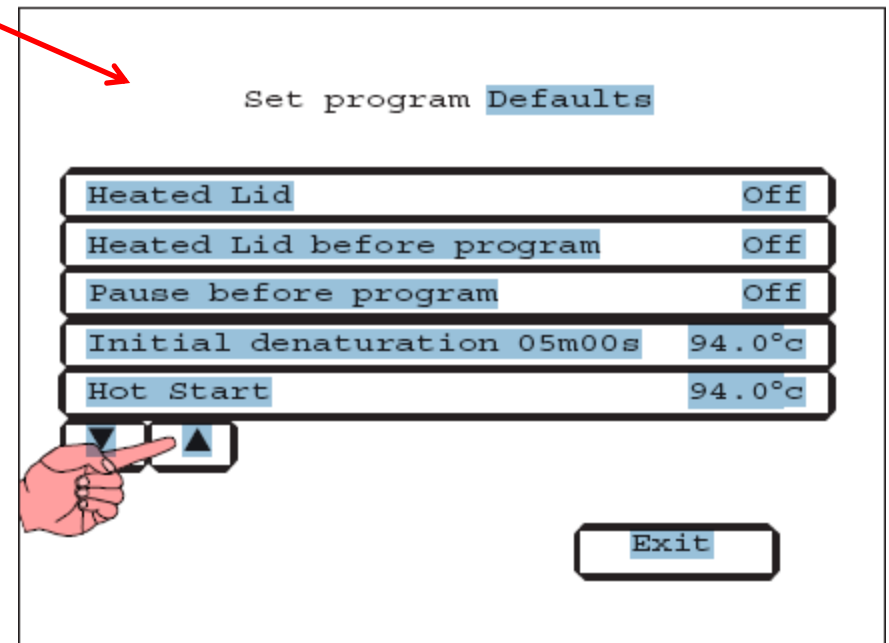 Set program Defaults
Heated Lid Off
Heated Lid before program Off
Pause before program Off
Initial denaturation 05m00s 94.0°c
Hot Start 94.0°c
▼ ▲
Exit